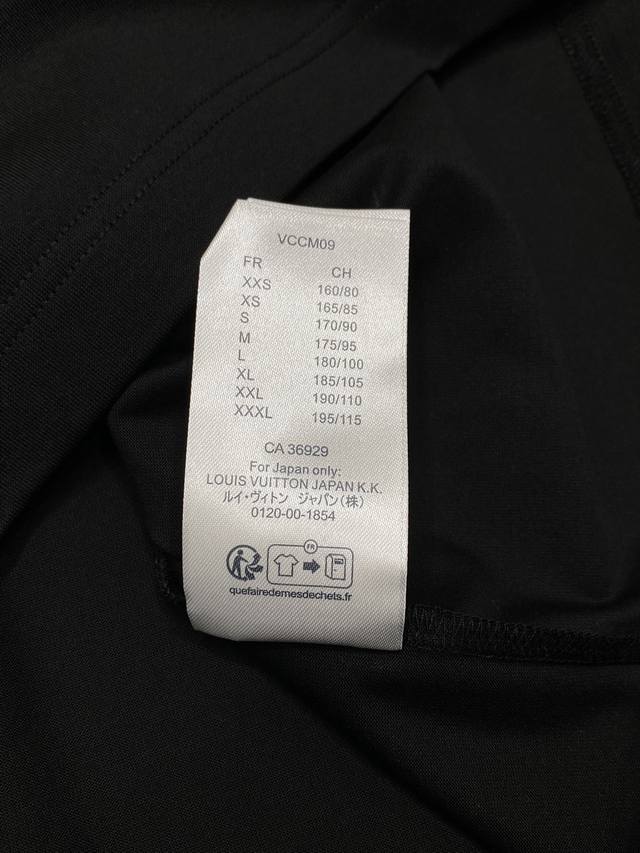 VCCM09
FR CH
XXS 160/80
XS 165/85
S 170/90
M 175/95
L 180/100
XL 185/105
XXL 190/110
XXXL 195/115
CA 36929
For Japan only:
LOUIS VUITTON JAPAN K.K.
ルイ・ヴィトン ジャパン(株)
0120-00-1854
FR
quefairedemesdechets.fr